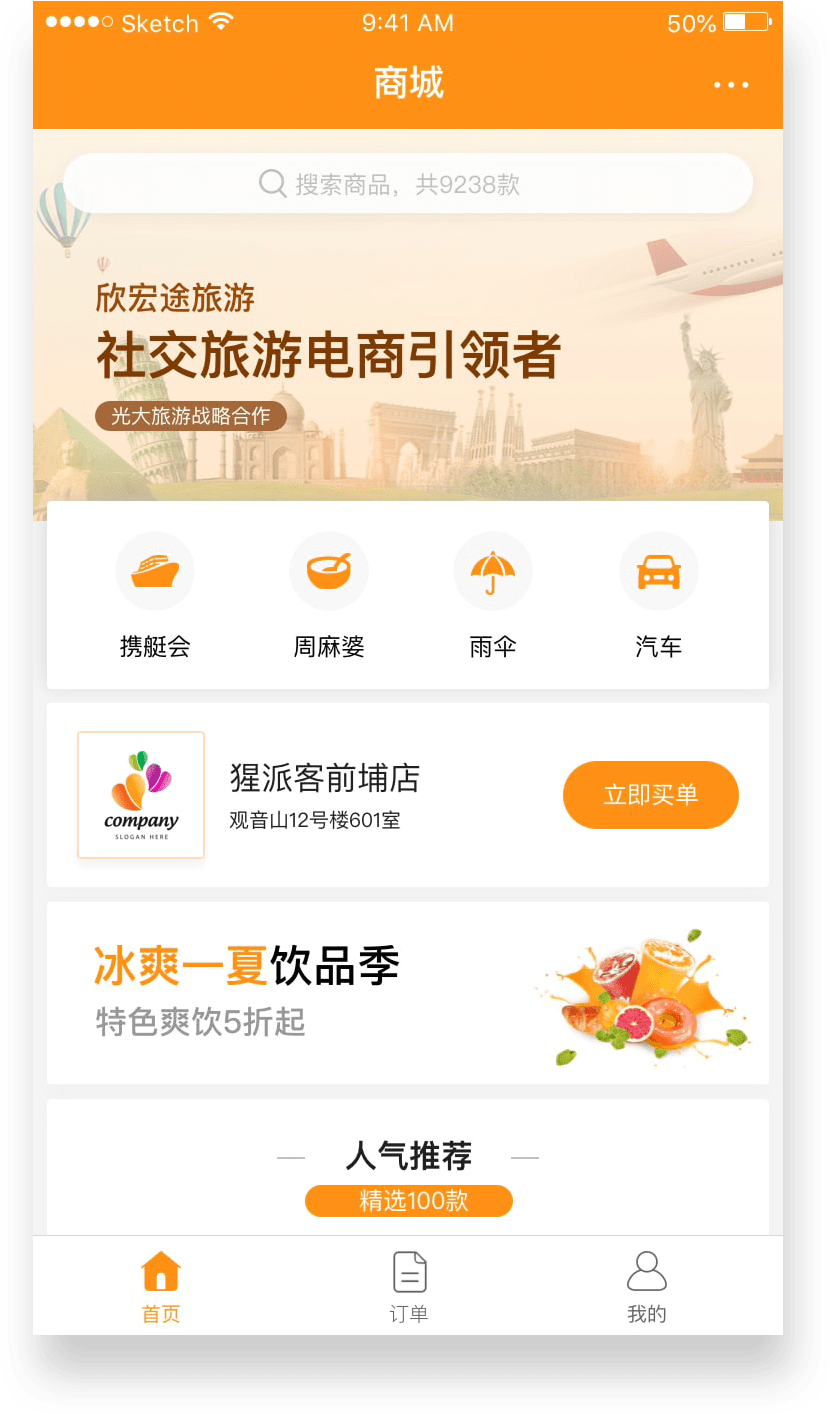 Sketch 9:41 AM 50%
商城
搜索商品，共9238款
欣宏途旅游
社交旅游电商引领者
光大旅游战略合作
携艇会 周麻婆 雨伞 汽车
猩派客前埔店
观音山12号楼601室
立即买单
company
SLOGAN HERE
冰爽一夏饮品季
特色爽饮5折起
人气推荐
精选100款
首页 订单 我的